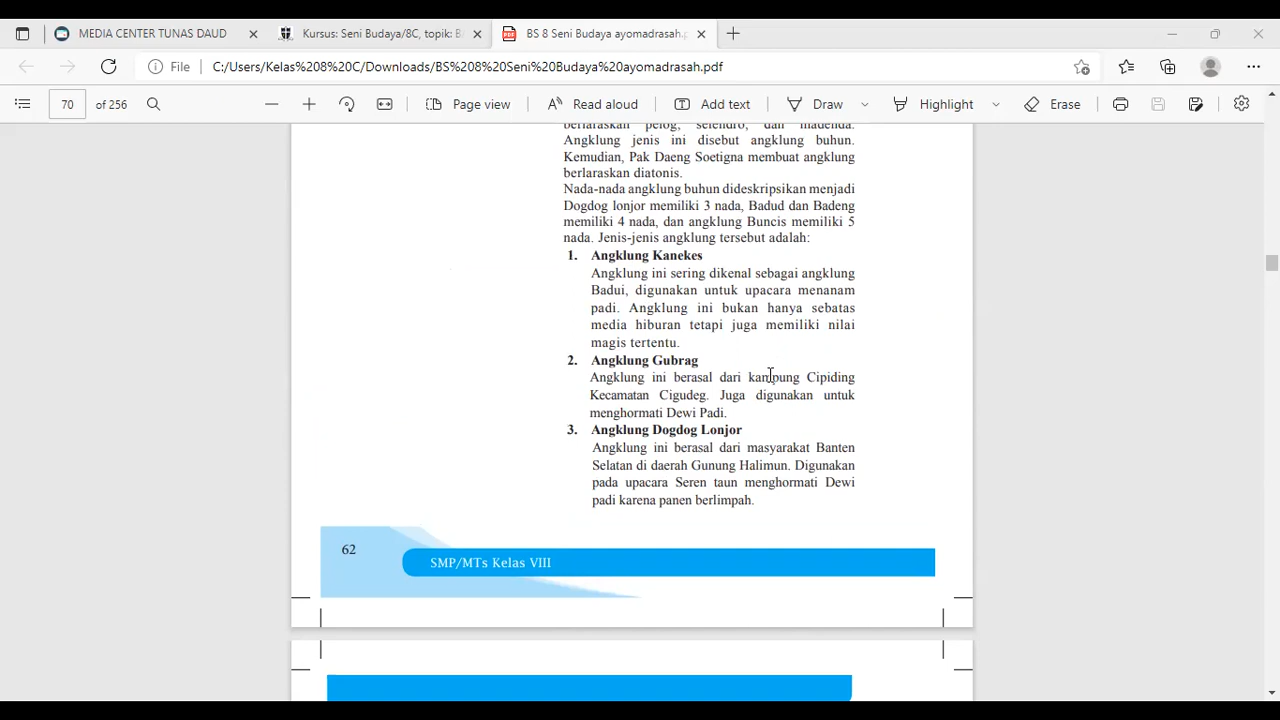 MEDIA CENTER TUNAS DAUD
Kursus: Seni Budaya/8C, topik: B
BS 8 Seni Budaya ayomadrasah.p
File
C:/Users/Kelas%208%20C/Downloads/BS%208%20Seni%20Budaya%20ayomadrasah.pdf
70 of 256
Page view
Read aloud
Add text
Draw
Highlight
Erase
berlaraskan pelog, selendro, dan madenda.
Angklung jenis ini disebut angklung buhun.
Kemudian, Pak Daeng Soetigna membuat angklung
berlaraskan diatonis.
Nada-nada angklung buhun dideskripsikan menjadi
Dogdog lonjor memiliki 3 nada, Badud dan Badeng
memiliki 4 nada, dan angklung Buncis memiliki 5
nada. Jenis-jenis angklung tersebut adalah:
1. Angklung Kanekes
Angklung ini sering dikenal sebagai angklung
Badui, digunakan untuk upacara menanam
padi. Angklung ini bukan hanya sebatas
media hiburan tetapi juga memiliki nilai
magis tertentu.
2. Angklung Gubrag
Angklung ini berasal dari kampung Cipiding
Kecamatan Cigudeg. Juga digunakan untuk
menghormati Dewi Padi.
3. Angklung Dogdog Lonjor
Angklung ini berasal dari masyarakat Banten
Selatan di daerah Gunung Halimun. Digunakan
pada upacara Seren taun menghormati Dewi
padi karena panen berlimpah.
62
SMP/MTs Kelas VIII